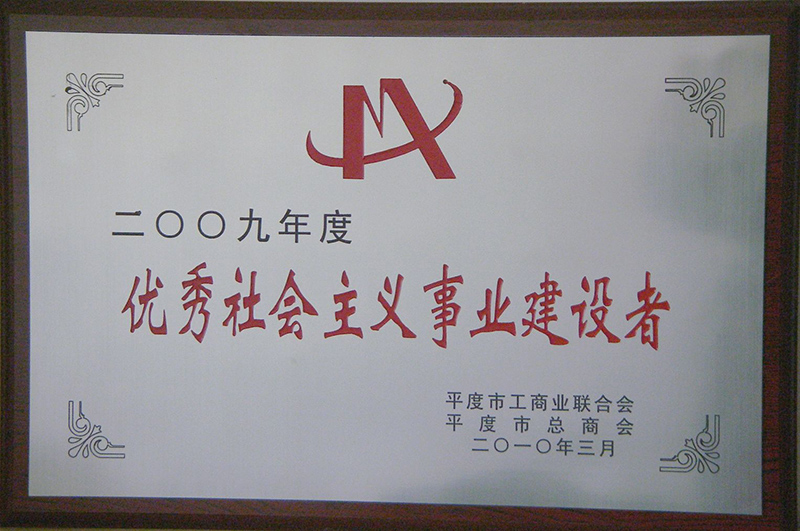 二〇〇九年度
优秀社会主义事业建设者
平度市工商业联合会
平度市总商会
二〇一〇年三月